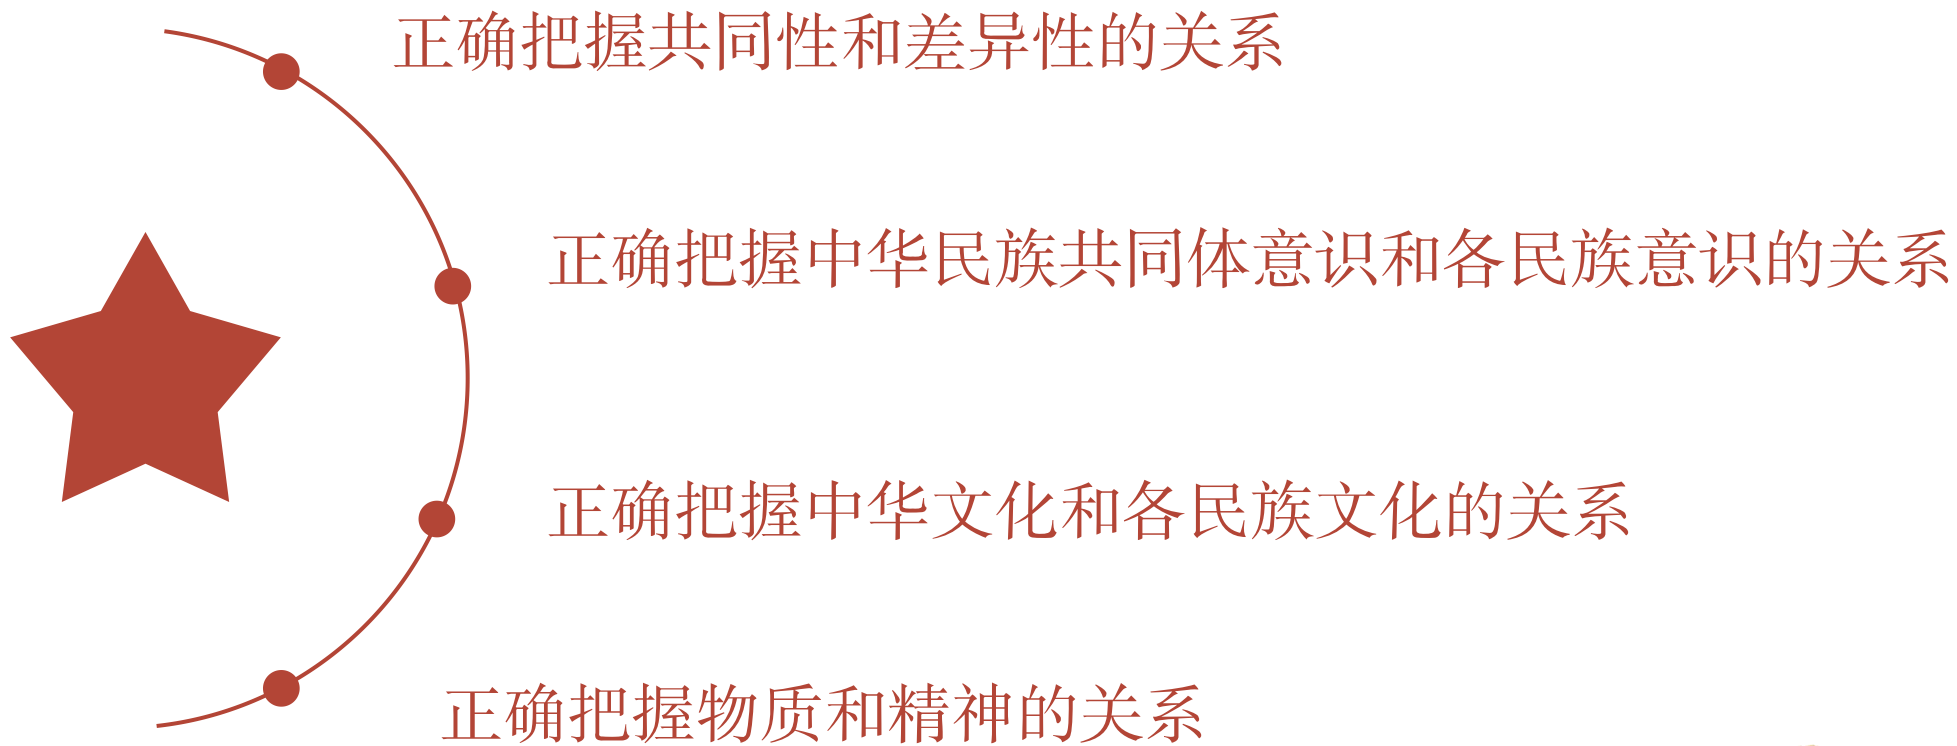 正确把握共同性和差异性的关系
正确把握中华民族共同体意识和各民族意识的关系
正确把握中华文化和各民族文化的关系
正确把握物质和精神的关系